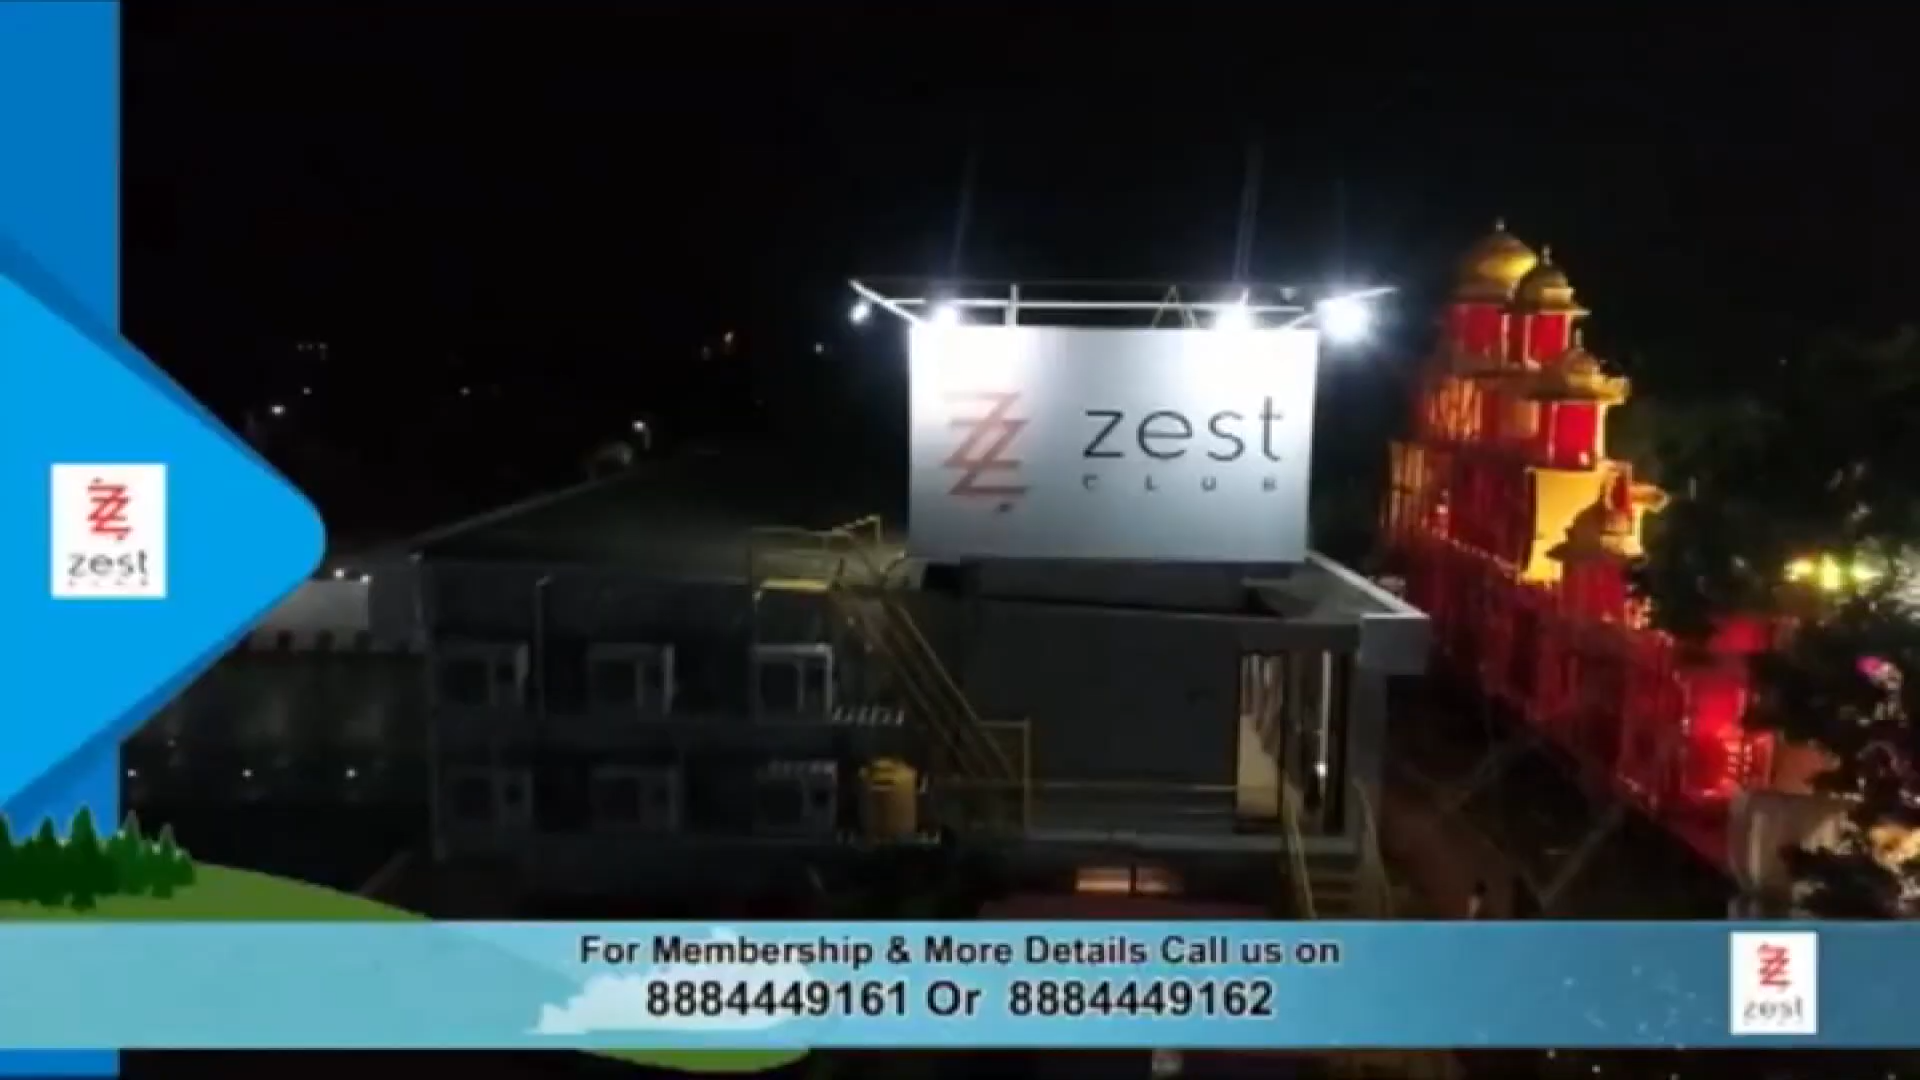 zest
CLUB
zest
For Membership & More Details Call us on
8884449161 Or 8884449162
zest